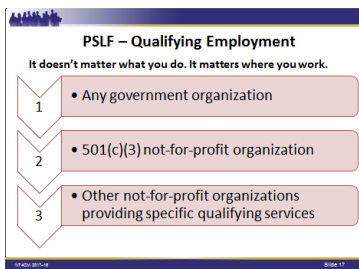 PSLF – Qualifying Employment
It doesn't matter what you do. It matters where you work.
1
• Any government organization
2
• 501(c)(3) not-for-profit organization
3
• Other not-for-profit organizations
providing specific qualifying services
Slide 17